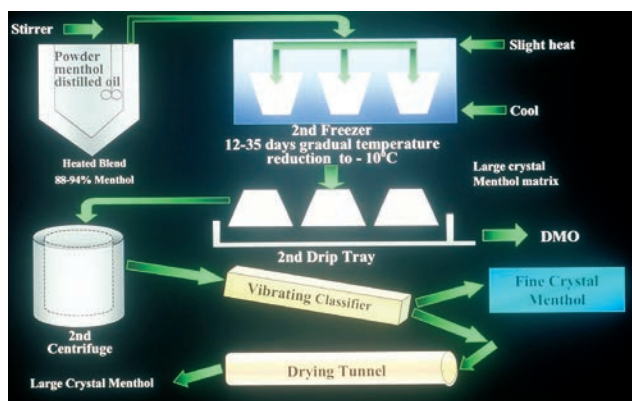 Stirrer
Powder
menthol
distilled oil
Heated Blend
88-94% Menthol
Slight heat
Cool
2nd Freezer
12-35 days gradual temperature
reduction to - 10⁰C
Large crystal
Menthol matrix
DMO
2nd Drip Tray
2nd
Centrifuge
Vibrating Classifier
Fine Crystal
Menthol
Drying Tunnel
Large Crystal Menthol